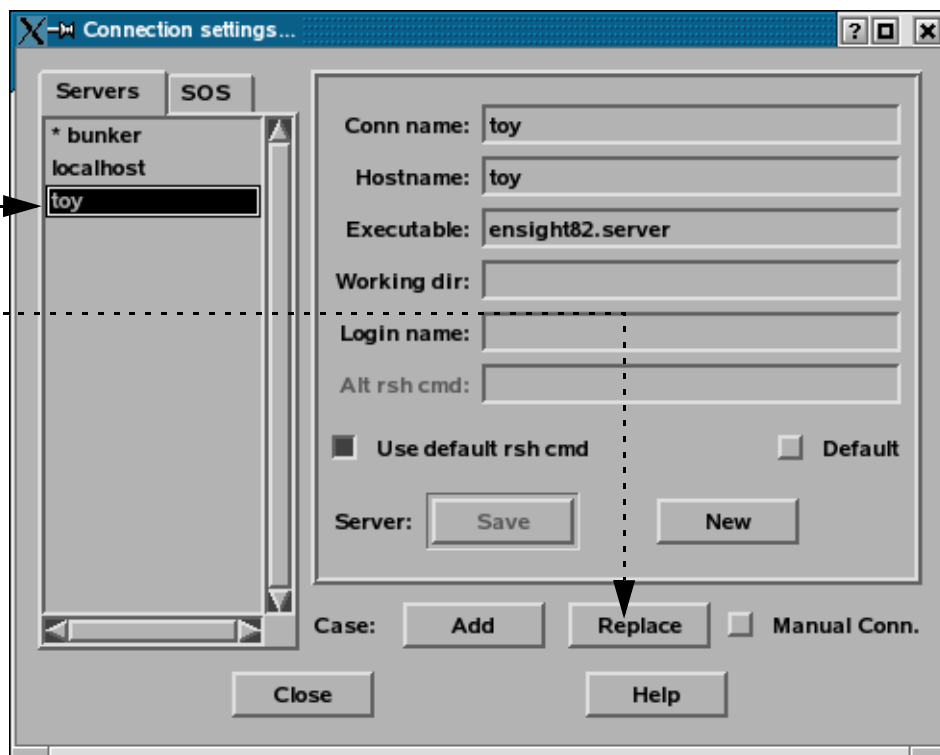 Connection settings...
Servers SOS
* bunker
localhost
toy
Conn name: toy
Hostname: toy
Executable: ensight82.server
Working dir:
Login name:
Alt rsh cmd:
Use default rsh cmd Default
Server: Save New
Case: Add Replace Manual Conn.
Close Help